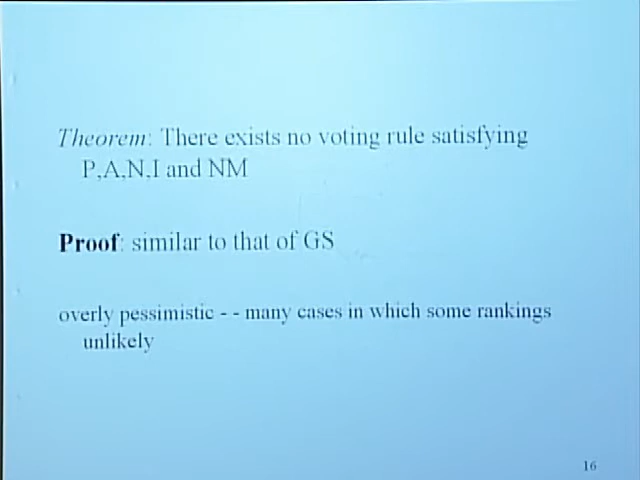 Theorem: There exists no voting rule satisfying
P,A,N,I and NM
Proof: similar to that of GS
overly pessimistic - - many cases in which some rankings
unlikely
16